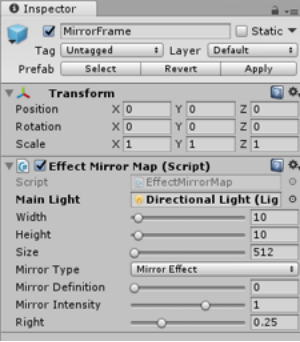 Inspector
MirrorFrame Static
Tag Untagged Layer Default
Prefab Select Revert Apply
Transform
Position X 0 Y 0 Z 0
Rotation X 0 Y 0 Z 0
Scale X 1 Y 1 Z 1
Effect Mirror Map (Script)
Script EffectMirrorMap
Main Light Directional Light (Lig
Width 10
Height 10
Size 512
Mirror Type Mirror Effect
Mirror Definition 0
Mirror Intensity 1
Right 0.25